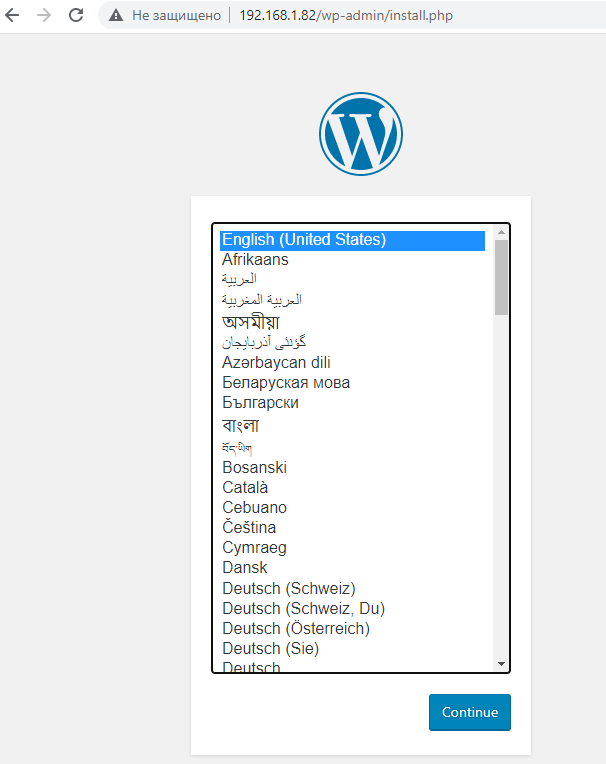 Не защищено 192.168.1.82/wp-admin/install.php
English (United States)
Afrikaans
العربية
العربية المغربية
অসমীয়া
گؤنئی آذربایجان
Azərbaycan dili
Беларуская мова
Български
বাংলা
བོད་ཡིག
Bosanski
Català
Cebuano
Čeština
Cymraeg
Dansk
Deutsch (Schweiz)
Deutsch (Schweiz, Du)
Deutsch (Österreich)
Deutsch (Sie)
Deutsch
Continue